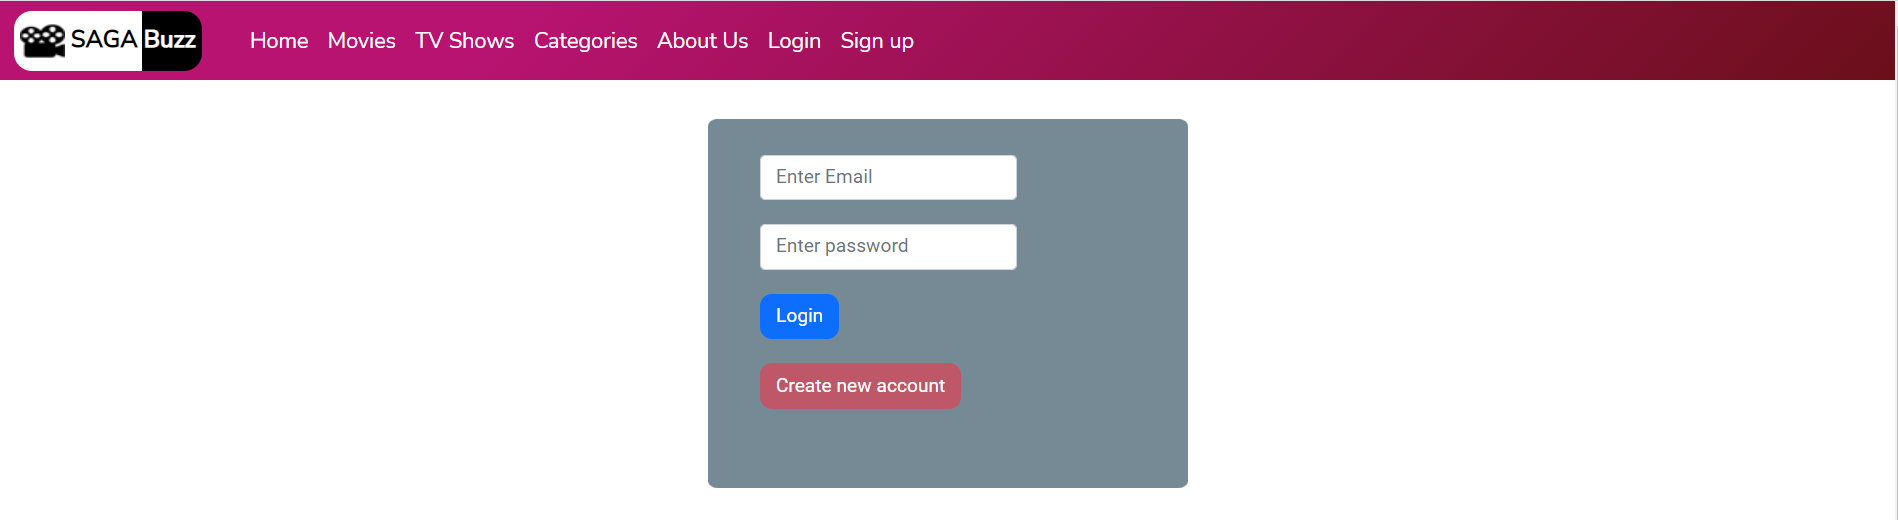 SAGA Buzz Home Movies TV Shows Categories About Us Login Sign up
Enter Email
Enter password
Login
Create new account